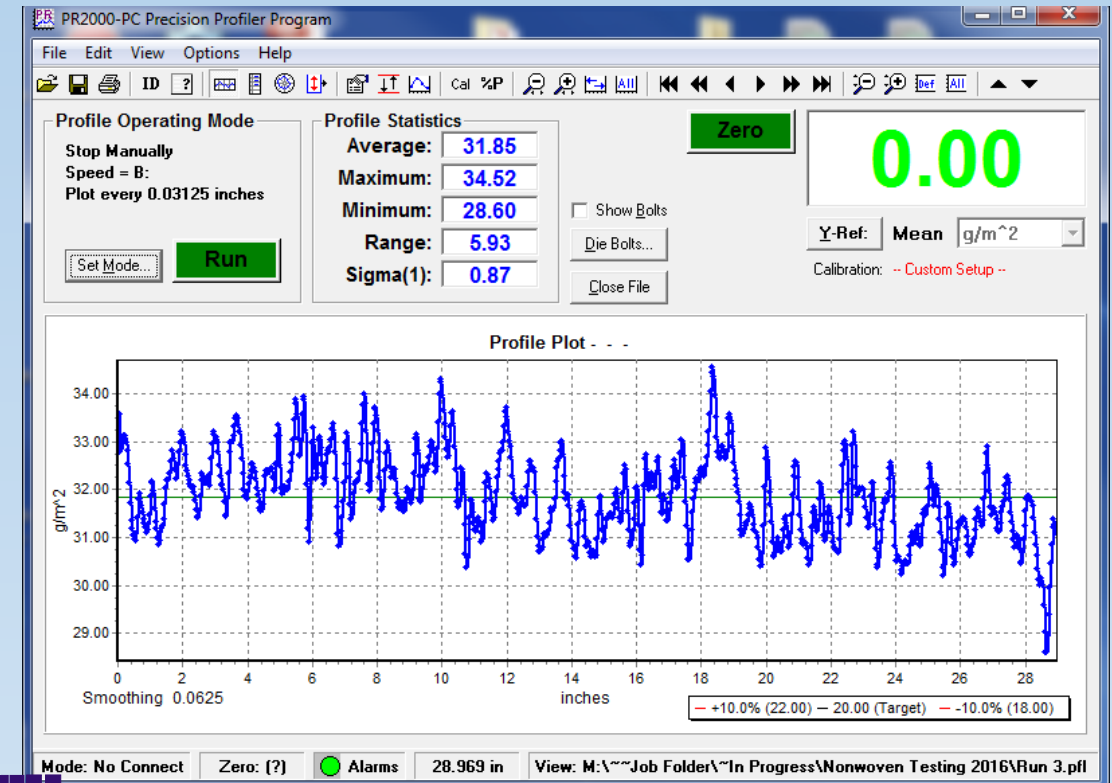 PR2000-PC Precision Profiler Program
File Edit View Options Help
ID ? Cal %P All Def All
Profile Operating Mode
Stop Manually
Speed = B:
Plot every 0.03125 inches
Set Mode...
Run
Profile Statistics
Average: 31.85
Maximum: 34.52
Minimum: 28.60
Range: 5.93
Sigma(1): 0.87
Show Bolts
Die Bolts...
Close File
Zero
0.00
Y-Ref: Mean g/m^2
Calibration: -- Custom Setup --
Profile Plot - - -
34.00
33.00
32.00
31.00
30.00
29.00
g/m^2
0 2 4 6 8 10 12 14 16 18 20 22 24 26 28
Smoothing 0.0625
inches
+10.0% (22.00) 20.00 (Target) -10.0% (18.00)
Mode: No Connect Zero: (?) Alarms 28.969 in View: M:\~~Job Folder\~In Progress\Nonwoven Testing 2016\Run 3.pfl